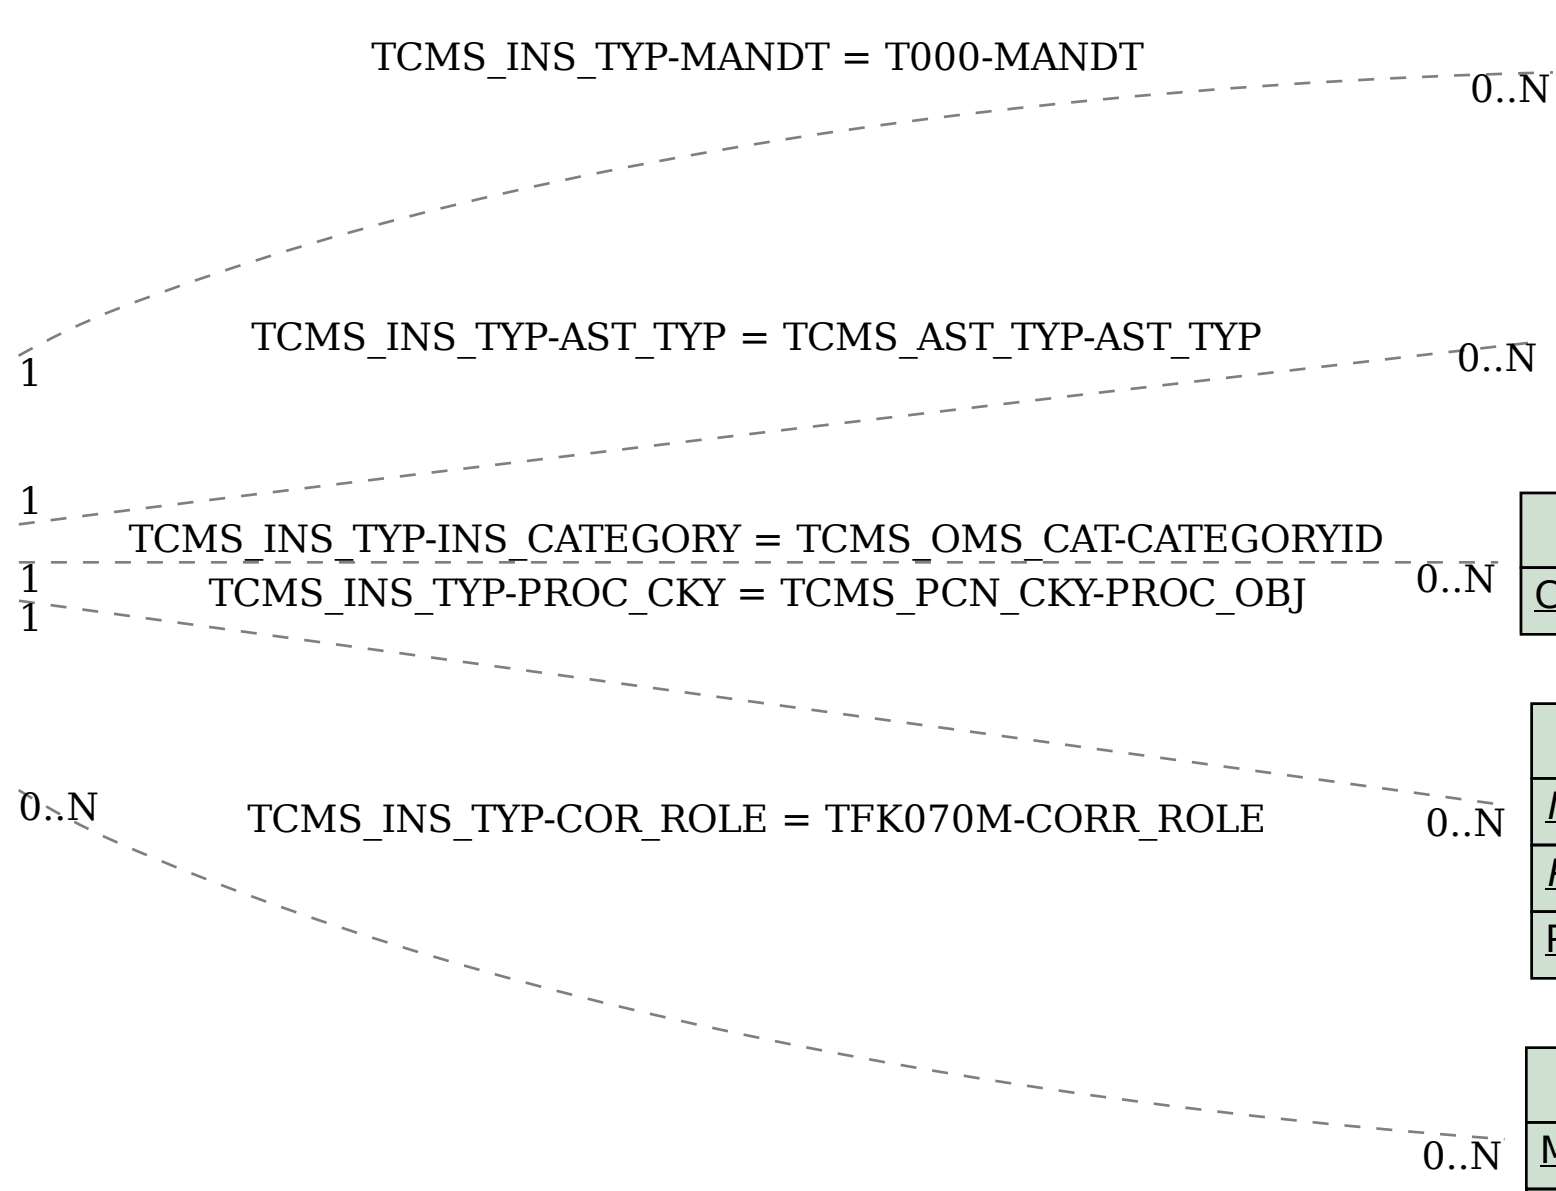 TCMS_INS_TYP-MANDT = T000-MANDT
0..N
TCMS_INS_TYP-AST_TYP = TCMS_AST_TYP-AST_TYP
0..N
1
1
TCMS_INS_TYP-INS_CATEGORY = TCMS_OMS_CAT-CATEGORYID
1
0..N
TCMS_INS_TYP-PROC_CKY = TCMS_PCN_CKY-PROC_OBJ
1
0..N
TCMS_INS_TYP-COR_ROLE = TFK070M-CORR_ROLE
0..N
0..N